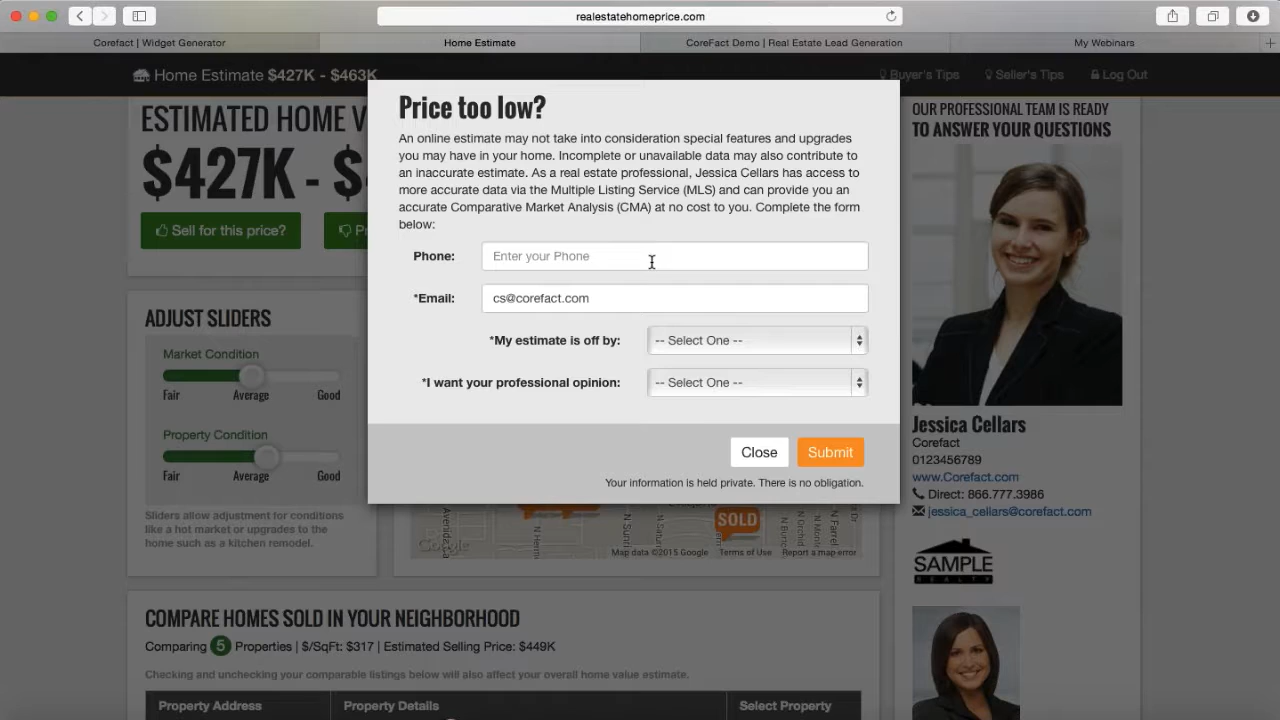 realestatehomeprice.com
Corefact | Widget Generator
Home Estimate
CoreFact Demo | Real Estate Lead Generation
My Webinars
Home Estimate $427K - $463K
Buyer's Tips
Seller's Tips
Log Out
ESTIMATED HOME V
$427K - $
Sell for this price?
Price too low?
An online estimate may not take into consideration special features and upgrades
you may have in your home. Incomplete or unavailable data may also contribute to
an inaccurate estimate. As a real estate professional, Jessica Cellars has access to
more accurate data via the Multiple Listing Service (MLS) and can provide you an
accurate Comparative Market Analysis (CMA) at no cost to you. Complete the form
below:
Phone: Enter your Phone
*Email: cs@corefact.com
*My estimate is off by: -- Select One --
*I want your professional opinion: -- Select One --
Close
Submit
Your information is held private. There is no obligation.
ADJUST SLIDERS
Market Condition
Fair Average Good
Property Condition
Fair Average Good
Sliders allow adjustment for conditions
like a hot market or upgrades to the
home such as a kitchen remodel.
SOLD
Google
Map data ©2015 Google
Terms of Use
Report a map error
COMPARE HOMES SOLD IN YOUR NEIGHBORHOOD
Comparing 5 Properties | $/SqFt: $317 | Estimated Selling Price: $449K
Checking and unchecking your comparable listings below will also affect your overall home value estimate.
Property Address
Property Details
Select Property
OUR PROFESSIONAL TEAM IS READY
TO ANSWER YOUR QUESTIONS
Jessica Cellars
Corefact
0123456789
www.Corefact.com
Direct: 866.777.3986
jessica_cellars@corefact.com
SAMPLE
REALTY